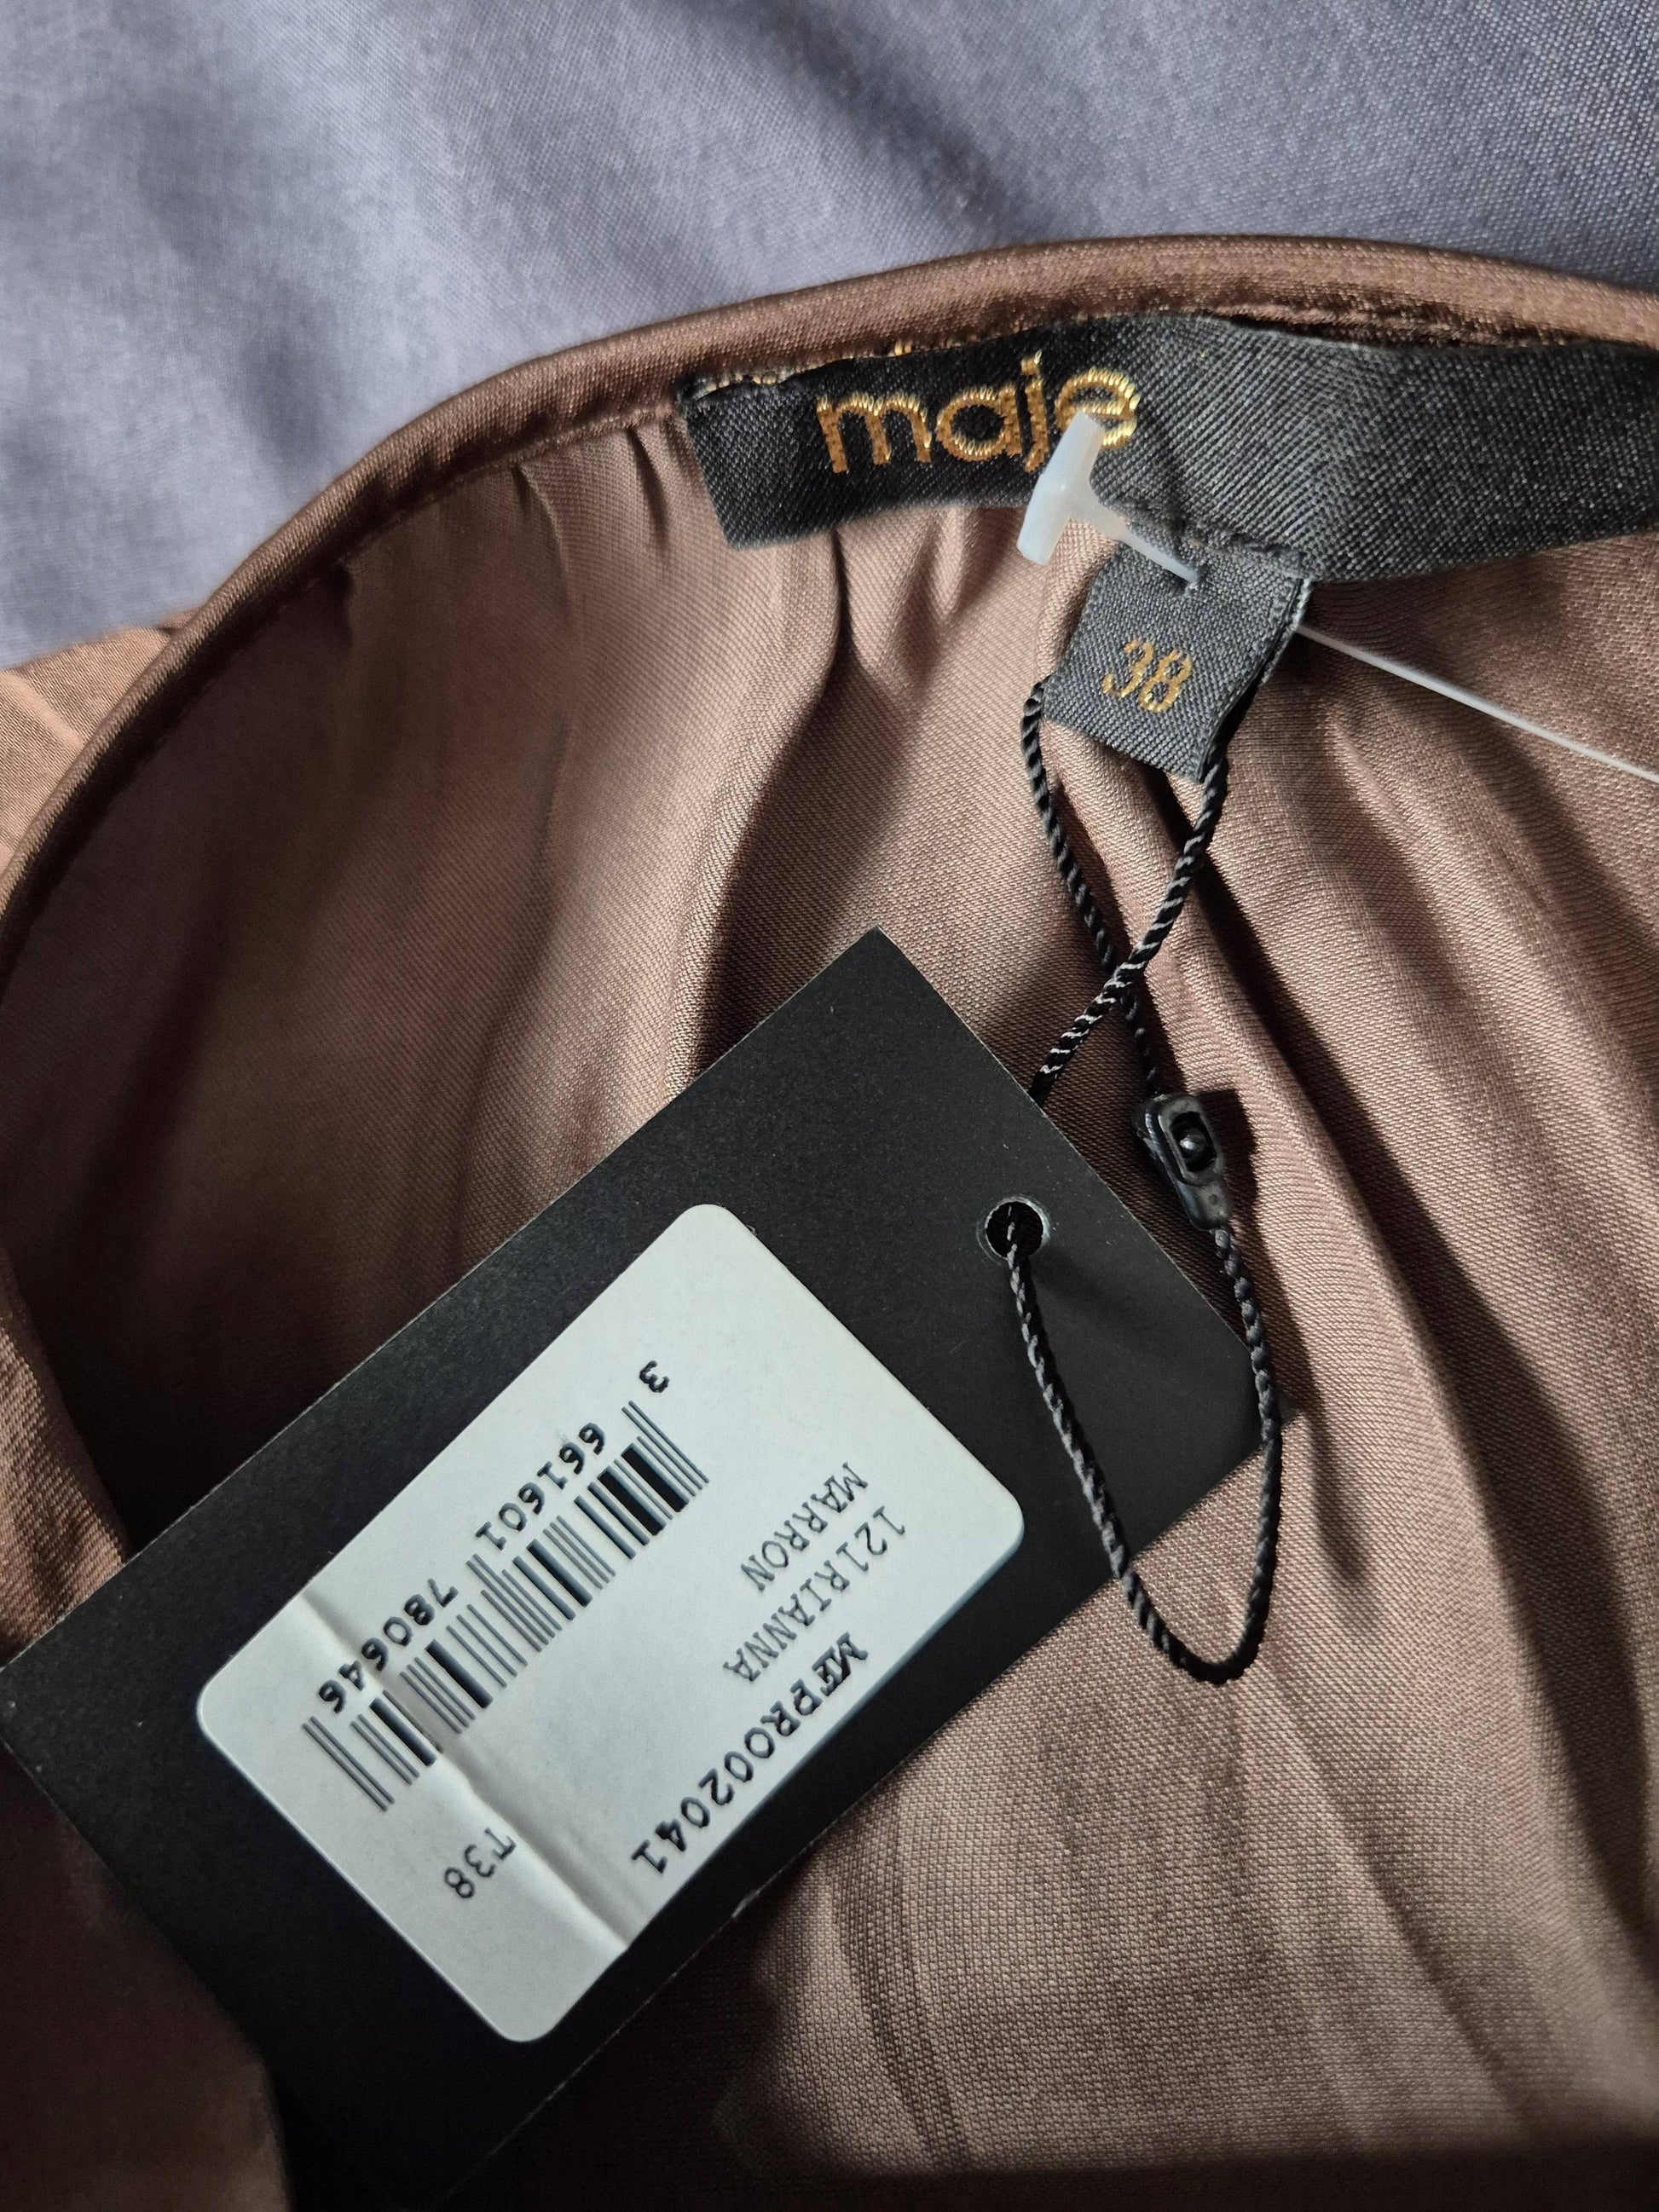 maje
38
MFPRO02041
121RIANNA
MARRON
T38
3 661601 780646